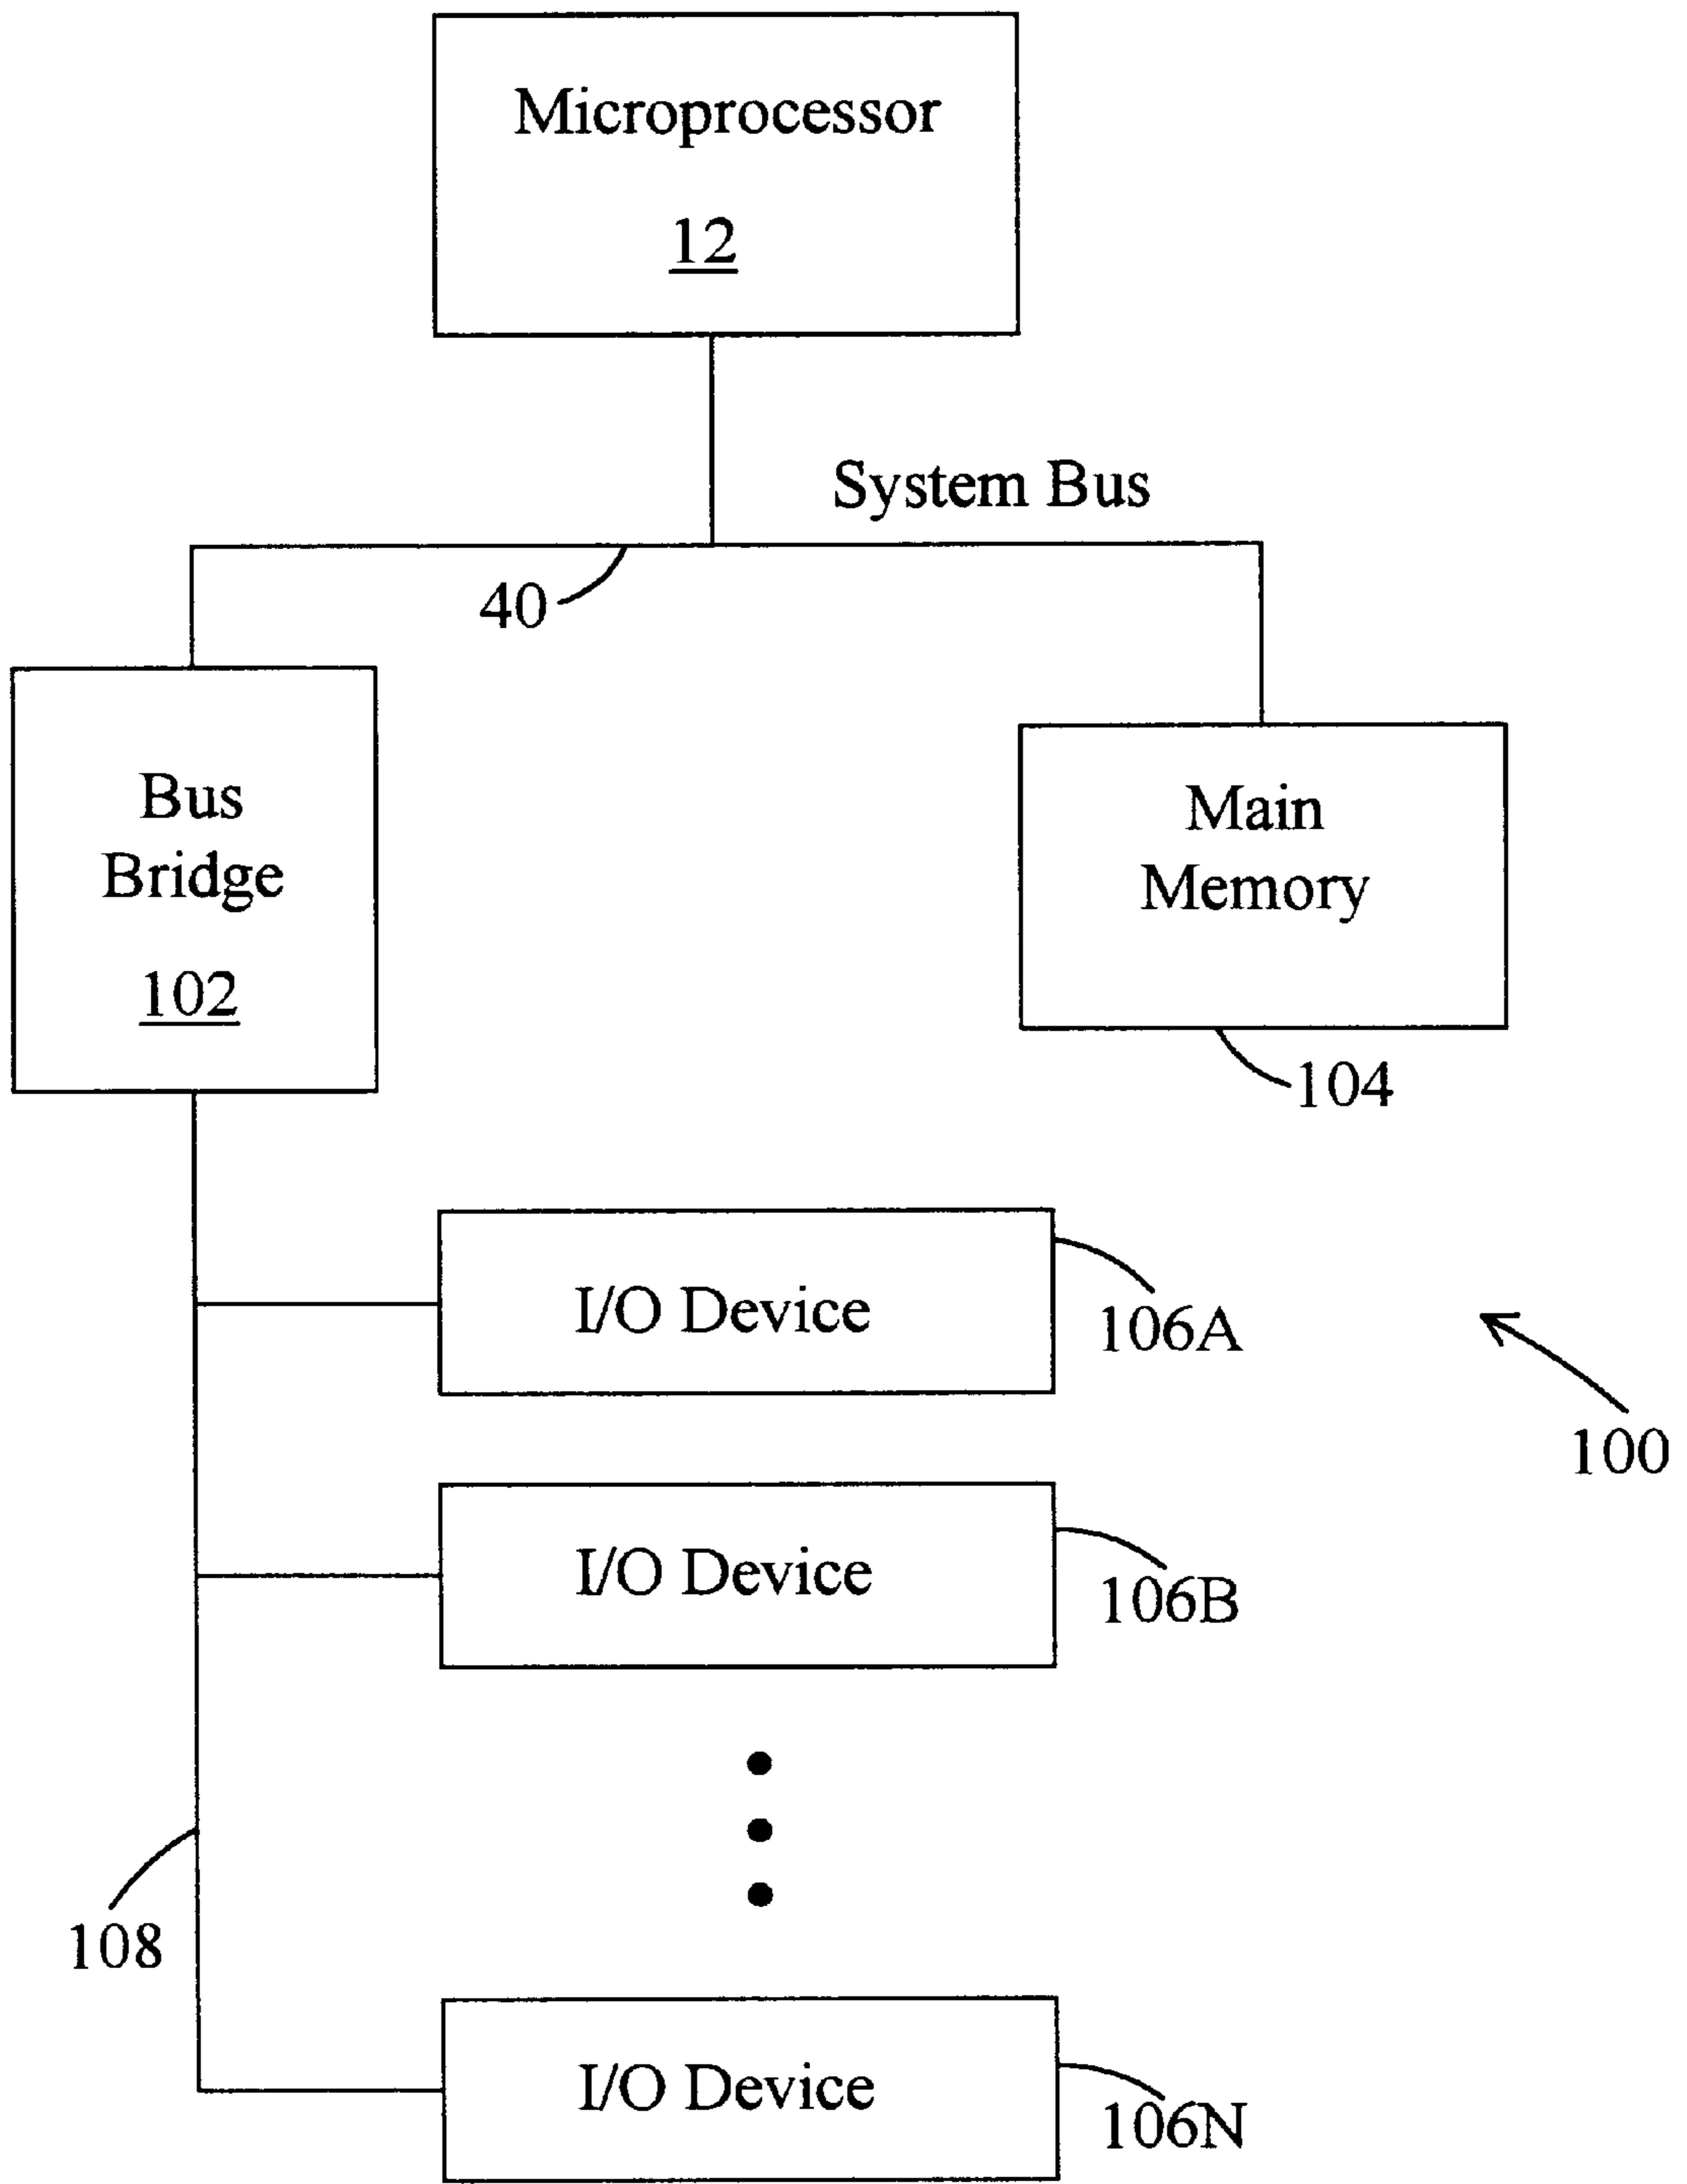 Microprocessor
12
System Bus
40
Bus
Bridge
102
Main
Memory
104
I/O Device
106A
100
I/O Device
106B
108
I/O Device
106N